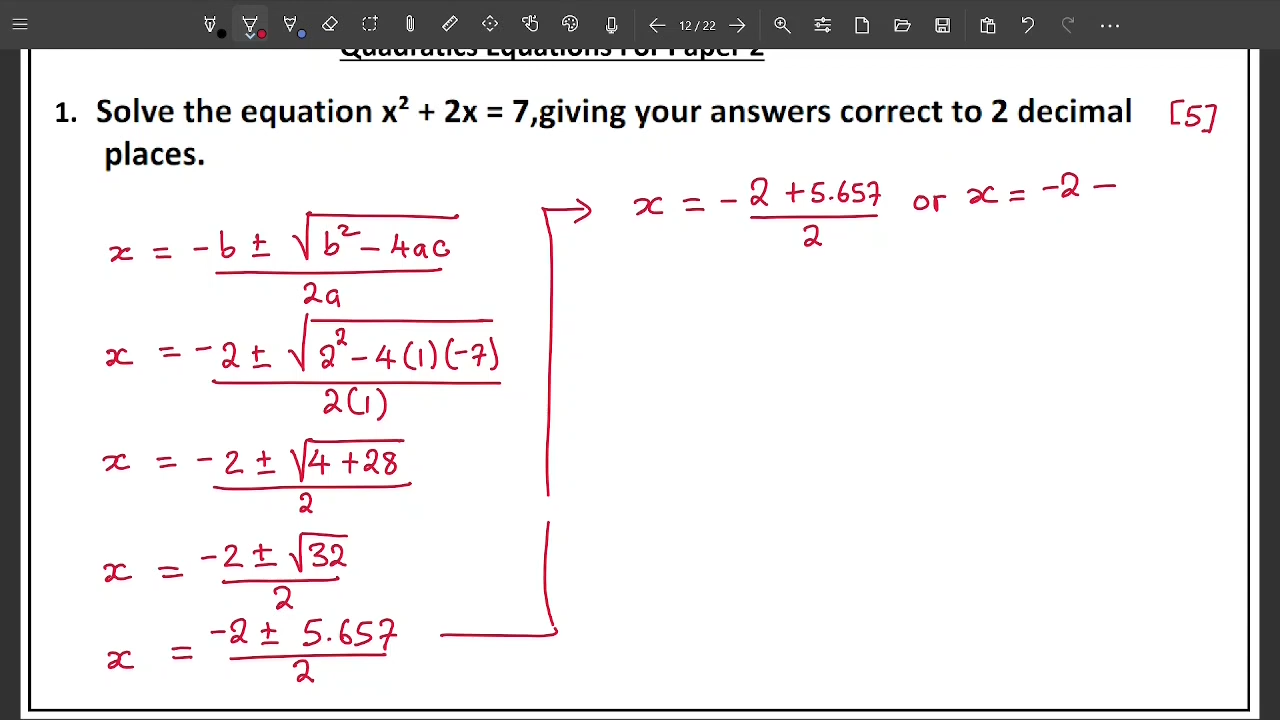 12/22
Quadratics Equations For Paper 2
1. Solve the equation x² + 2x = 7,giving your answers correct to 2 decimal [5]
places.
x = -b ± √(b² - 4ac)
2a
x = -2 ± √(2² - 4(1)(-7))
2(1)
x = -2 ± √(4 + 28)
2
x = -2 ± √32
2
x = -2 ± 5.657
2
x = -2 + 5.657 or x = -2 -
2